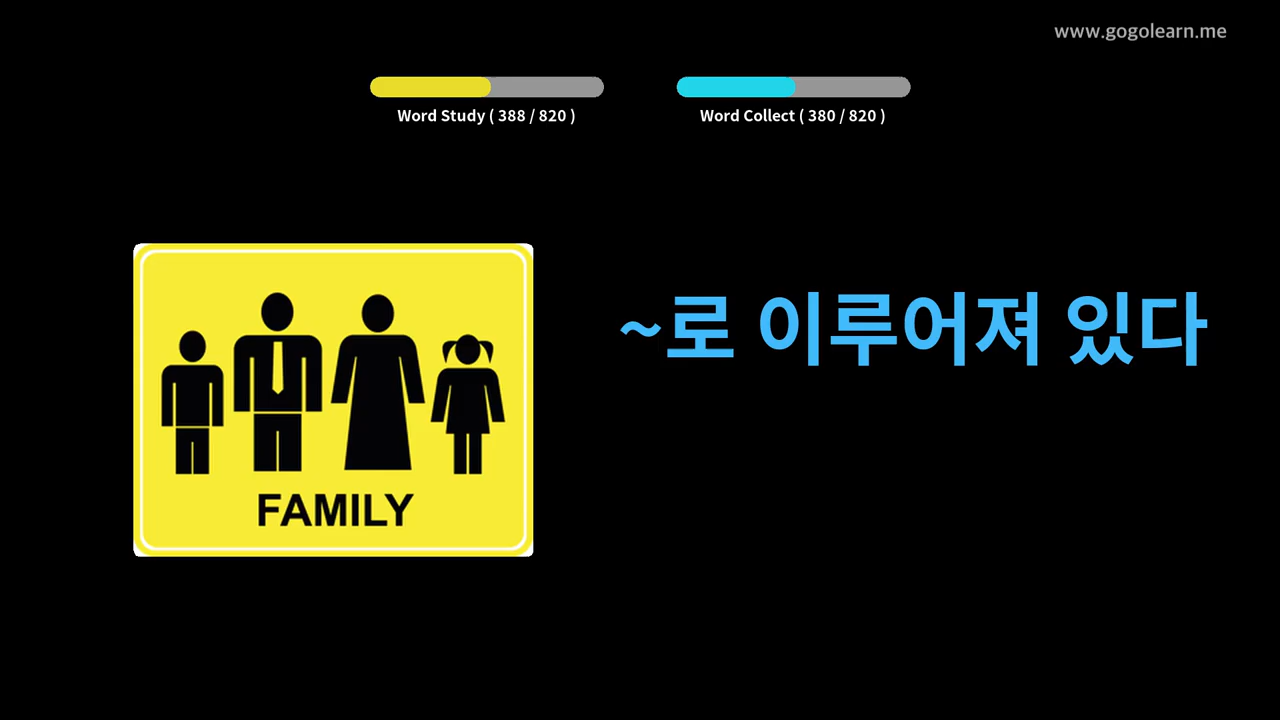 www.gogolearn.me
Word Study ( 388 / 820 )
Word Collect ( 380 / 820 )
~로 이루어져 있다
FAMILY